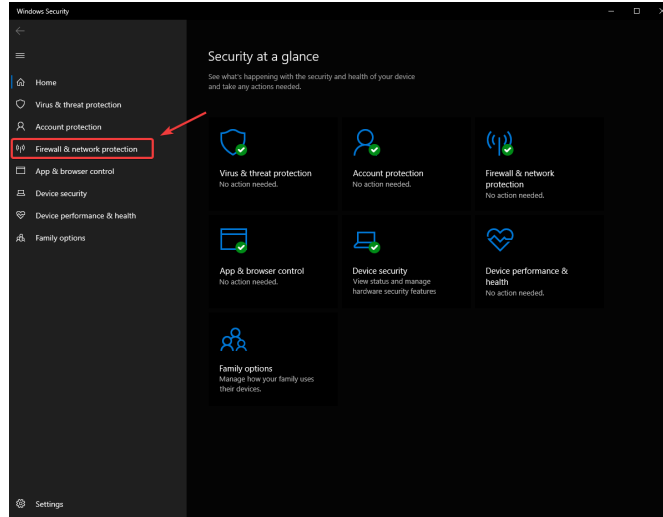 Windows Security
Home
Virus & threat protection
Account protection
Firewall & network protection
App & browser control
Device security
Device performance & health
Family options
Settings
Security at a glance
See what's happening with the security and health of your device
and take any actions needed.
Virus & threat protection
No action needed.
Account protection
No action needed.
Firewall & network
protection
No action needed.
App & browser control
No action needed.
Device security
View status and manage
hardware security features
Device performance &
health
No action needed.
Family options
Manage how your family uses
their devices.